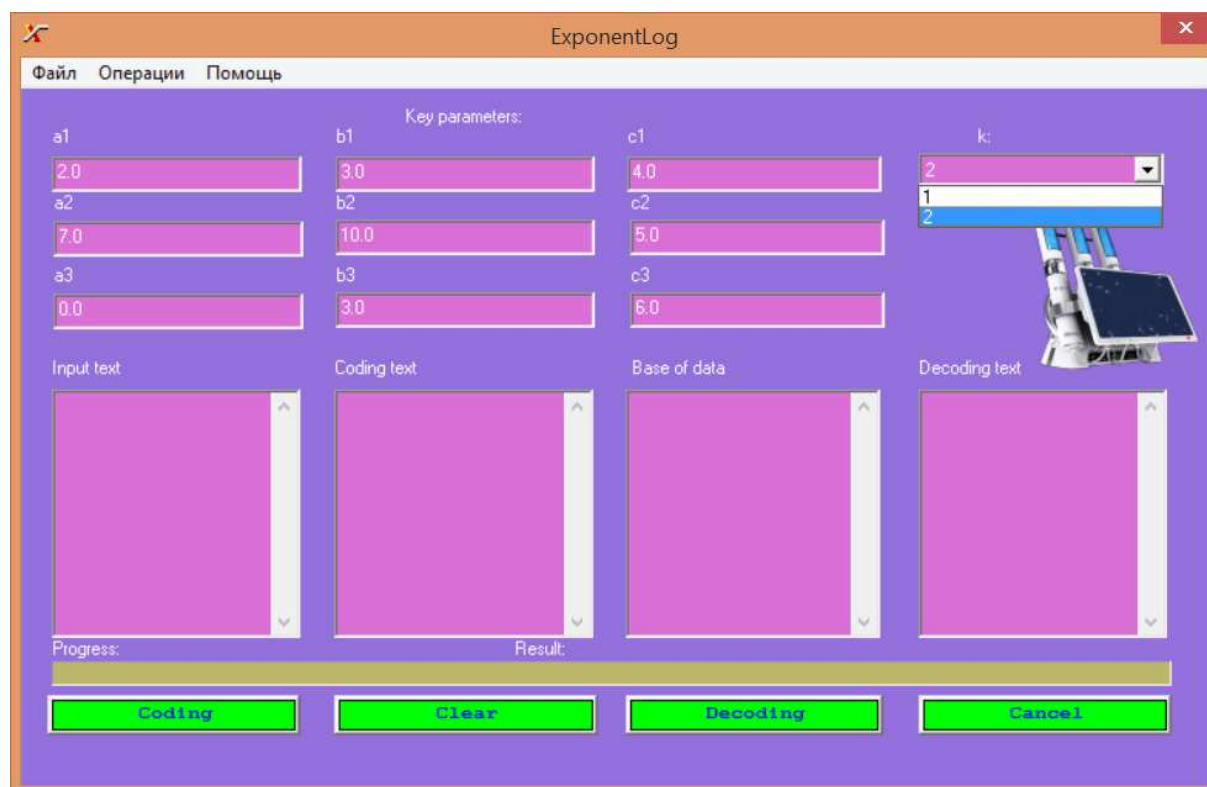 ExponentLog
Файл Операции Помощь
Key parameters:
a1 b1 c1 k:
2.0 3.0 4.0 2
a2 b2 c2 1
2
7.0 10.0 5.0
a3 b3 c3
0.0 3.0 6.0
Input text Coding text Base of data Decoding text
Progress: Result:
Coding Clear Decoding Cancel